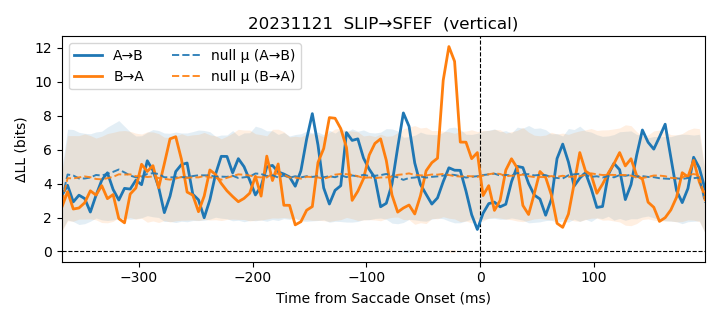 20231121  SLIP→SFEF  (vertical)
A→B
B→A
null μ (A→B)
null μ (B→A)
ΔLL (bits)
12
10
8
6
4
2
0
−300
−200
−100
0
100
Time from Saccade Onset (ms)